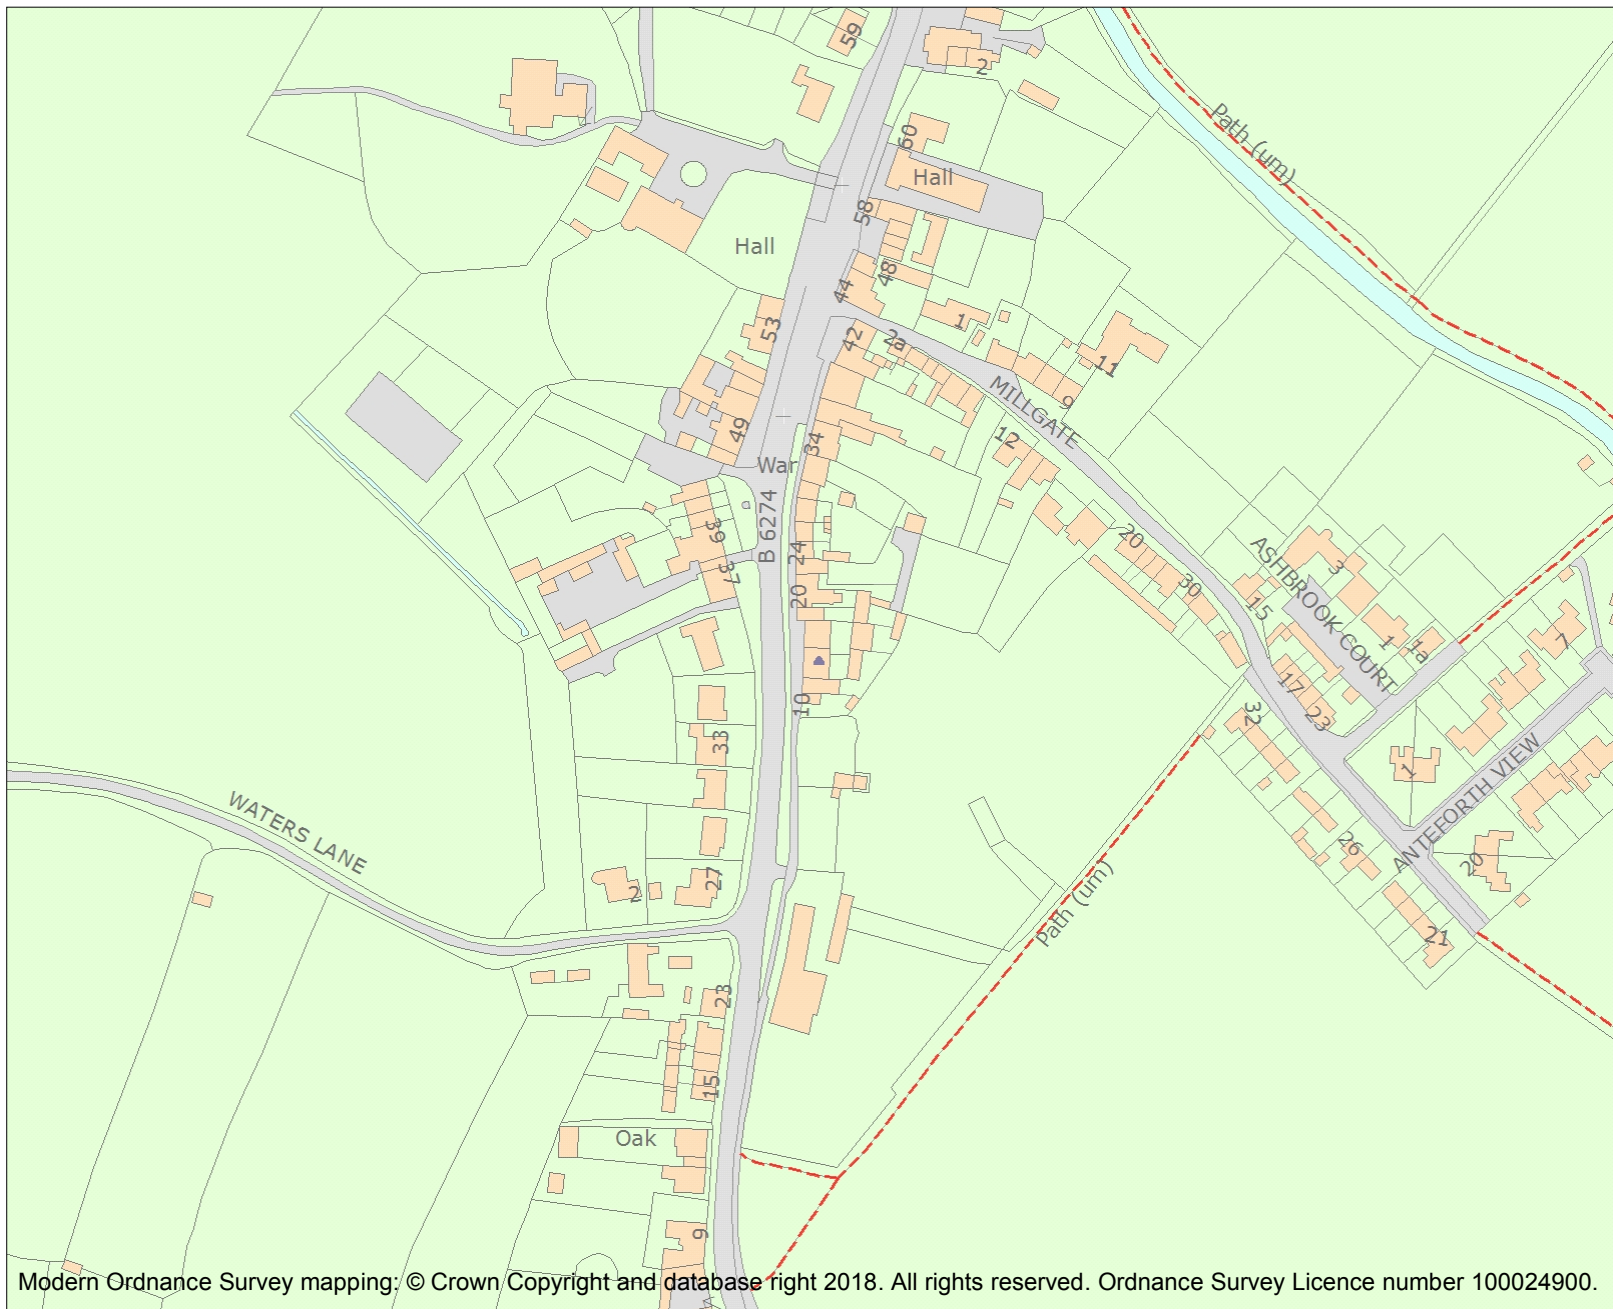 59
2
60
Path (um)
Hall
58
Hall
48
44
53
1
42
2a
11
MILLGATE
9
49
34
12
War
B 6274
39
24
20
ASHBROOK COURT
3
37
30
20
15
1
1a
7
17
10
32
23
33
1
WATERS LANE
ANTEFORTH VIEW
26
20
27
2
Path (um)
21
23
15
Oak
9
Modern Ordnance Survey mapping: © Crown Copyright and database right 2018. All rights reserved. Ordnance Survey Licence number 100024900.